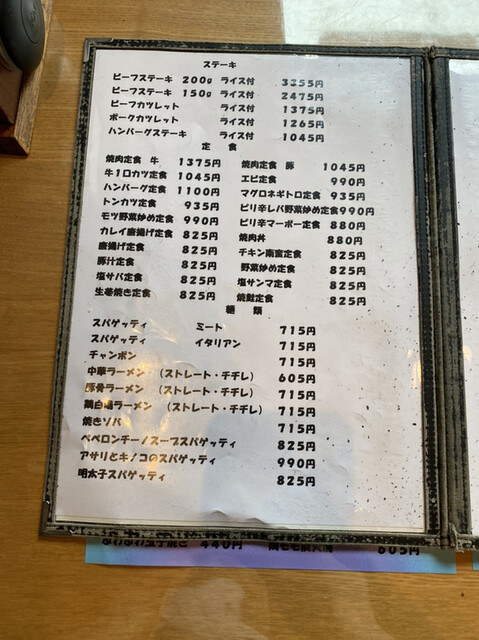 ステーキ
ビーフステーキ 200g ライス付 3355円
ビーフステーキ 150g ライス付 2475円
ビーフカツレット ライス付 1375円
ポークカツレット ライス付 1265円
ハンバーグステーキ ライス付 1045円
定 食
焼肉定食 牛 1375円 焼肉定食 豚 1045円
牛1口カツ定食 1045円 エビ定食 990円
ハンバーグ定食 1100円 マグロネギトロ定食 935円
トンカツ定食 935円 ピリ辛レバ野菜炒め定食 990円
モツ野菜炒め定食 990円 ピリ辛マーボー定食 880円
カレイ唐揚げ定食 825円 焼肉丼 880円
唐揚げ定食 825円 チキン南蛮定食 825円
豚汁定食 825円 野菜炒め定食 825円
塩サバ定食 825円 塩サンマ定食 825円
生姜焼き定食 825円 焼鮭定食 825円
麺 類
スパゲッティ ミート 715円
スパゲッティ イタリアン 715円
チャンポン 715円
中華ラーメン (ストレート・チヂレ) 605円
豚骨ラーメン (ストレート・チヂレ) 715円
鶏白湯ラーメン (ストレート・チヂレ) 715円
焼きソバ 715円
ペペロンチーノスープスパゲッティ 825円
アサリとキノコのスパゲッティ 990円
明太子スパゲッティ 825円
440円 605円